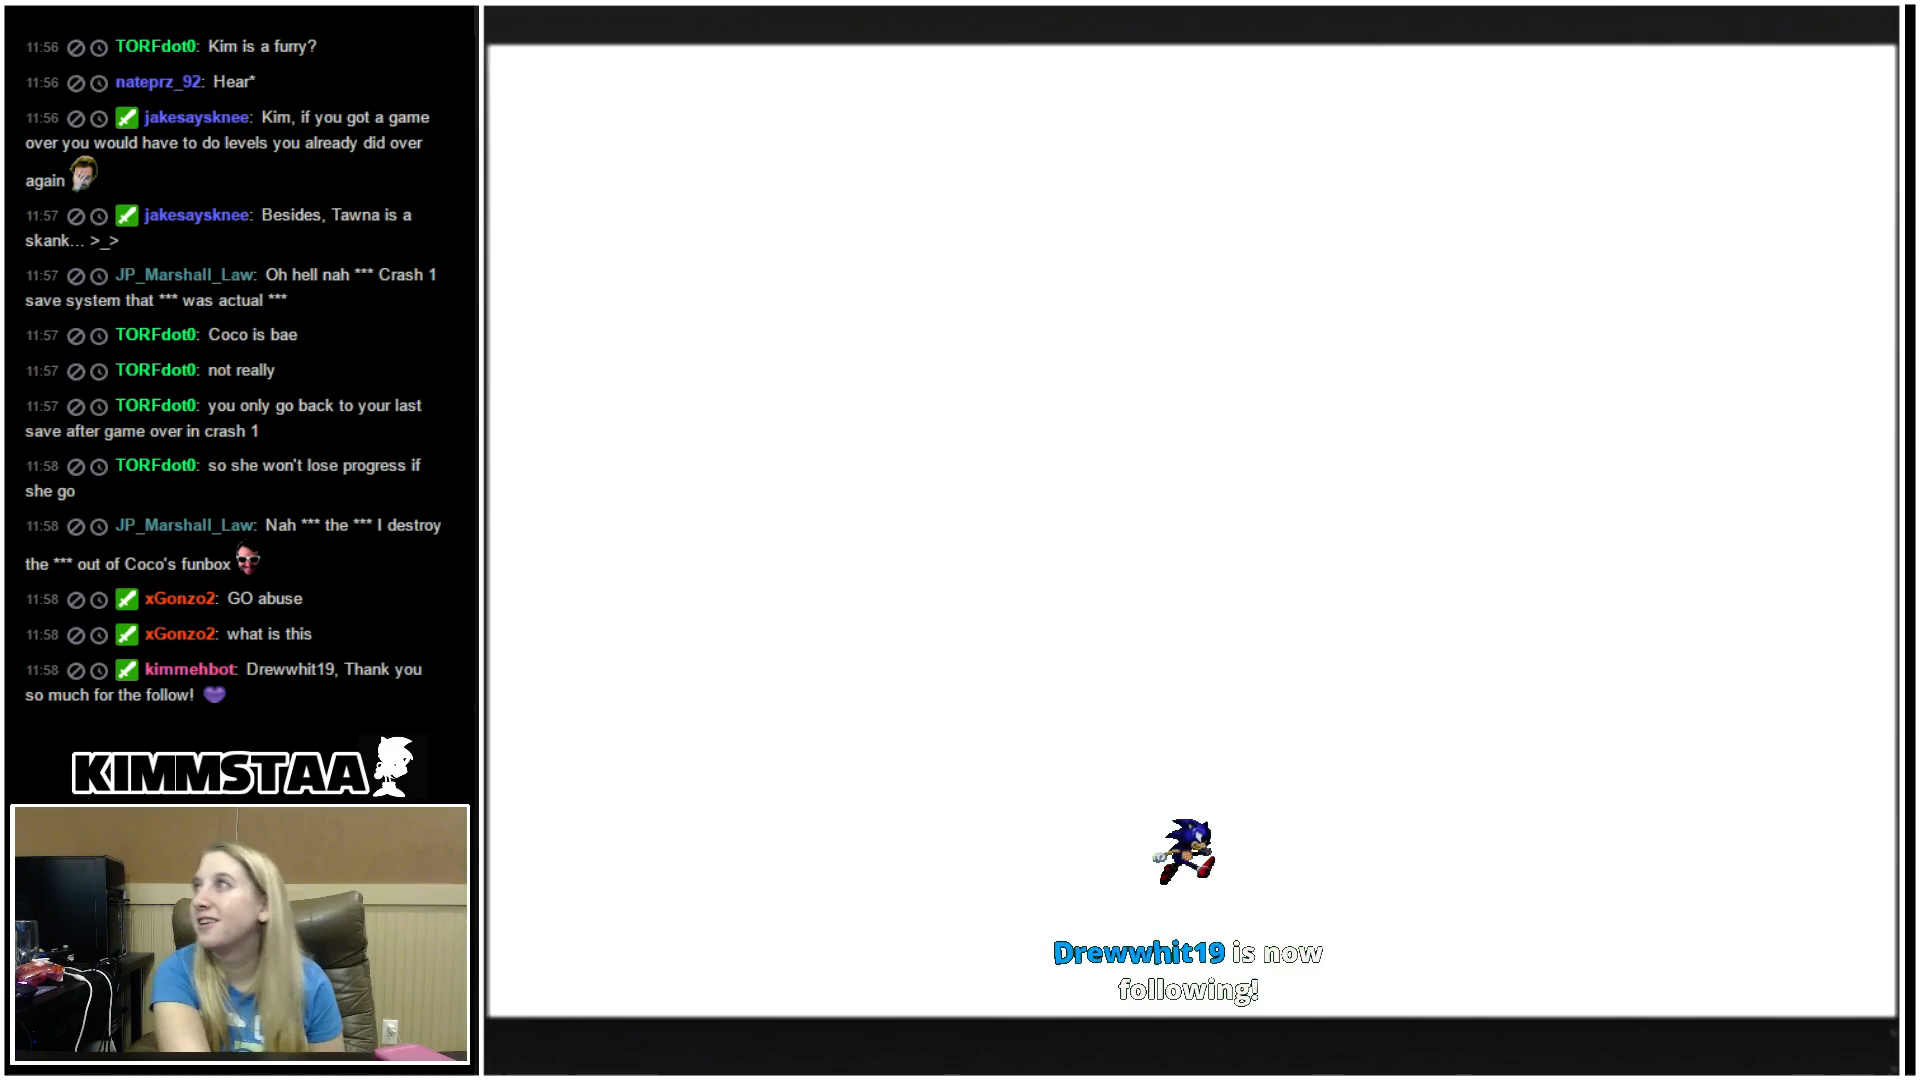 11:56 TORFdot0: Kim is a furry?
11:56 nateprz_92: Hear*
11:56 jakesaysknee: Kim, if you got a game
over you would have to do levels you already did over
again
11:57 jakesaysknee: Besides, Tawna is a
skank... >_>
11:57 JP_Marshall_Law: Oh hell nah *** Crash 1
save system that *** was actual ***
11:57 TORFdot0: Coco is bae
11:57 TORFdot0: not really
11:57 TORFdot0: you only go back to your last
save after game over in crash 1
11:58 TORFdot0: so she won't lose progress if
she go
11:58 JP_Marshall_Law: Nah *** the *** I destroy
the *** out of Coco's funbox
11:58 xGonzo2: GO abuse
11:58 xGonzo2: what is this
11:58 kimmehbot: Drewwhit19, Thank you
so much for the follow!
KIMMSTAA
Drewwhit19 is now
following!